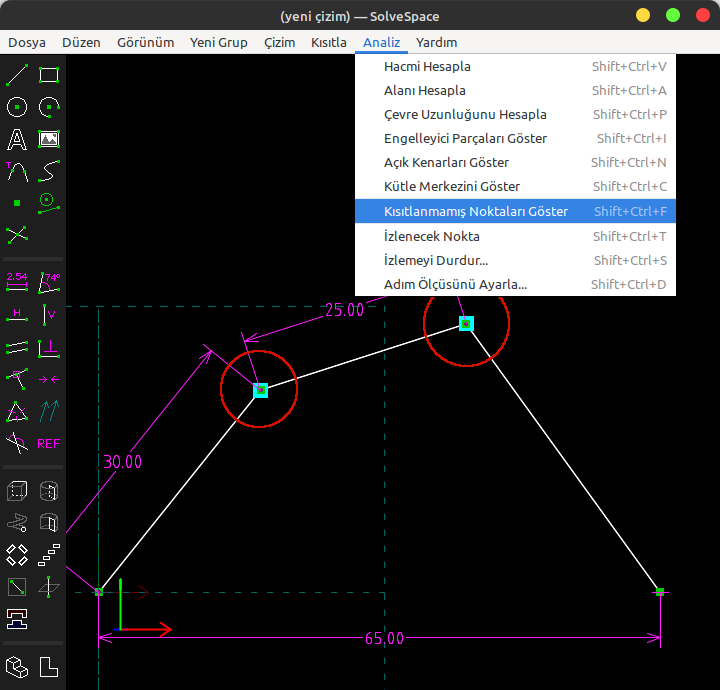 (yeni çizim) — SolveSpace
Dosya Düzen Görünüm Yeni Grup Çizim Kısıtla Analiz Yardım
Hacmi Hesapla Shift+Ctrl+V
Alanı Hesapla Shift+Ctrl+A
Çevre Uzunluğunu Hesapla Shift+Ctrl+P
Engelleyici Parçaları Göster Shift+Ctrl+I
Açık Kenarları Göster Shift+Ctrl+N
Kütle Merkezini Göster Shift+Ctrl+C
Kısıtlanmamış Noktaları Göster Shift+Ctrl+F
İzlenecek Nokta Shift+Ctrl+T
İzlemeyi Durdur... Shift+Ctrl+S
Adım Ölçüsünü Ayarla... Shift+Ctrl+D
T
2.54 74°
H V
REF
25.00
30.00
65.00